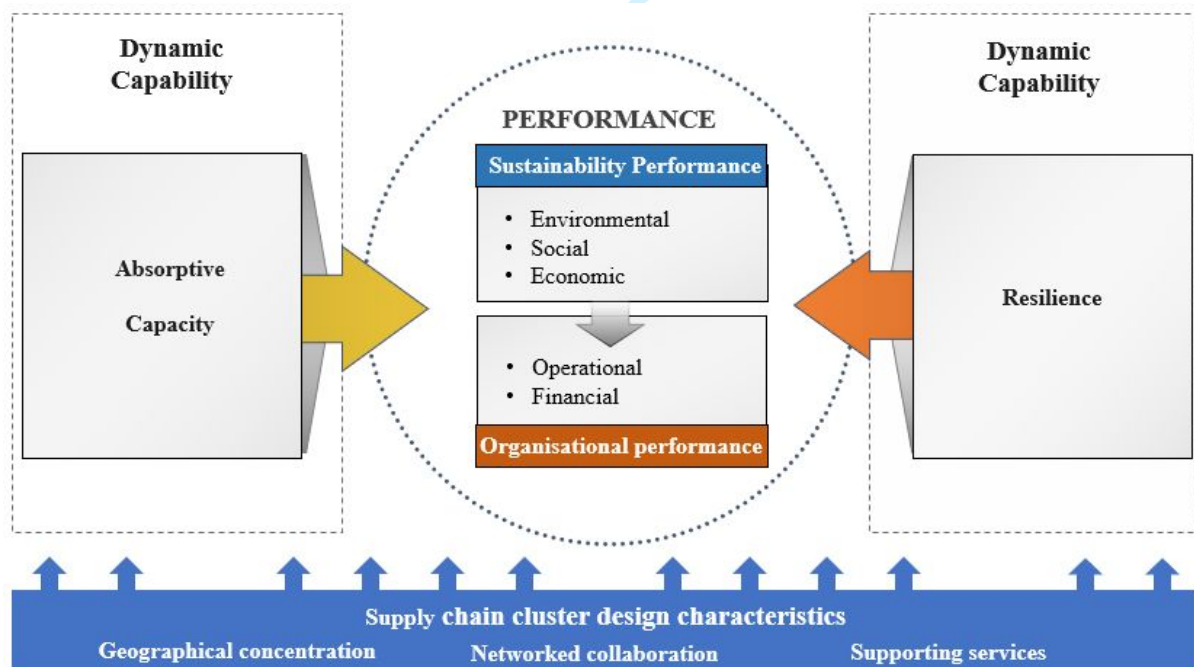 Dynamic
Capability
Absorptive
Capacity
PERFORMANCE
Sustainability Performance
• Environmental
• Social
• Economic
• Operational
• Financial
Organisational performance
Dynamic
Capability
Resilience
Supply chain cluster design characteristics
Geographical concentration
Networked collaboration
Supporting services